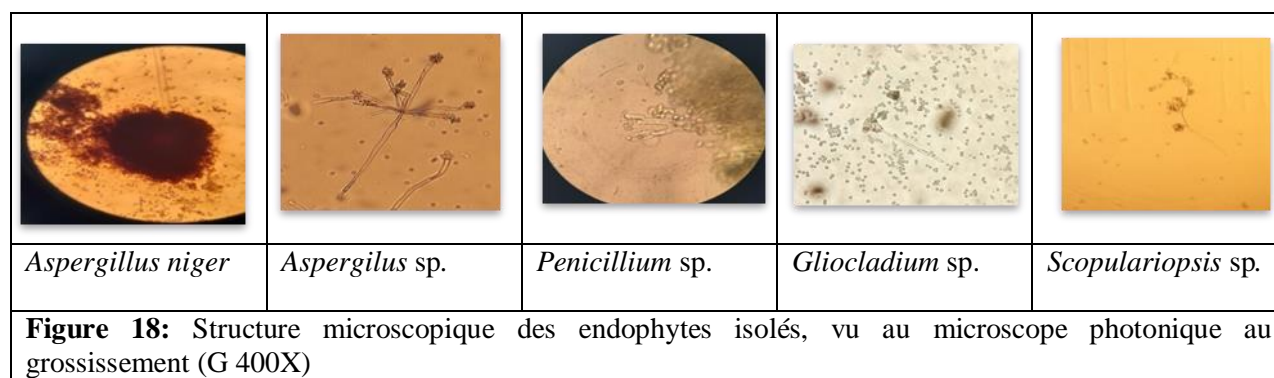 Aspergillus niger
Aspergilus sp.
Penicillium sp.
Gliocladium sp.
Scopulariopsis sp.
Figure 18: Structure microscopique des endophytes isolés, vu au microscope photonique au
grossissement (G 400X)